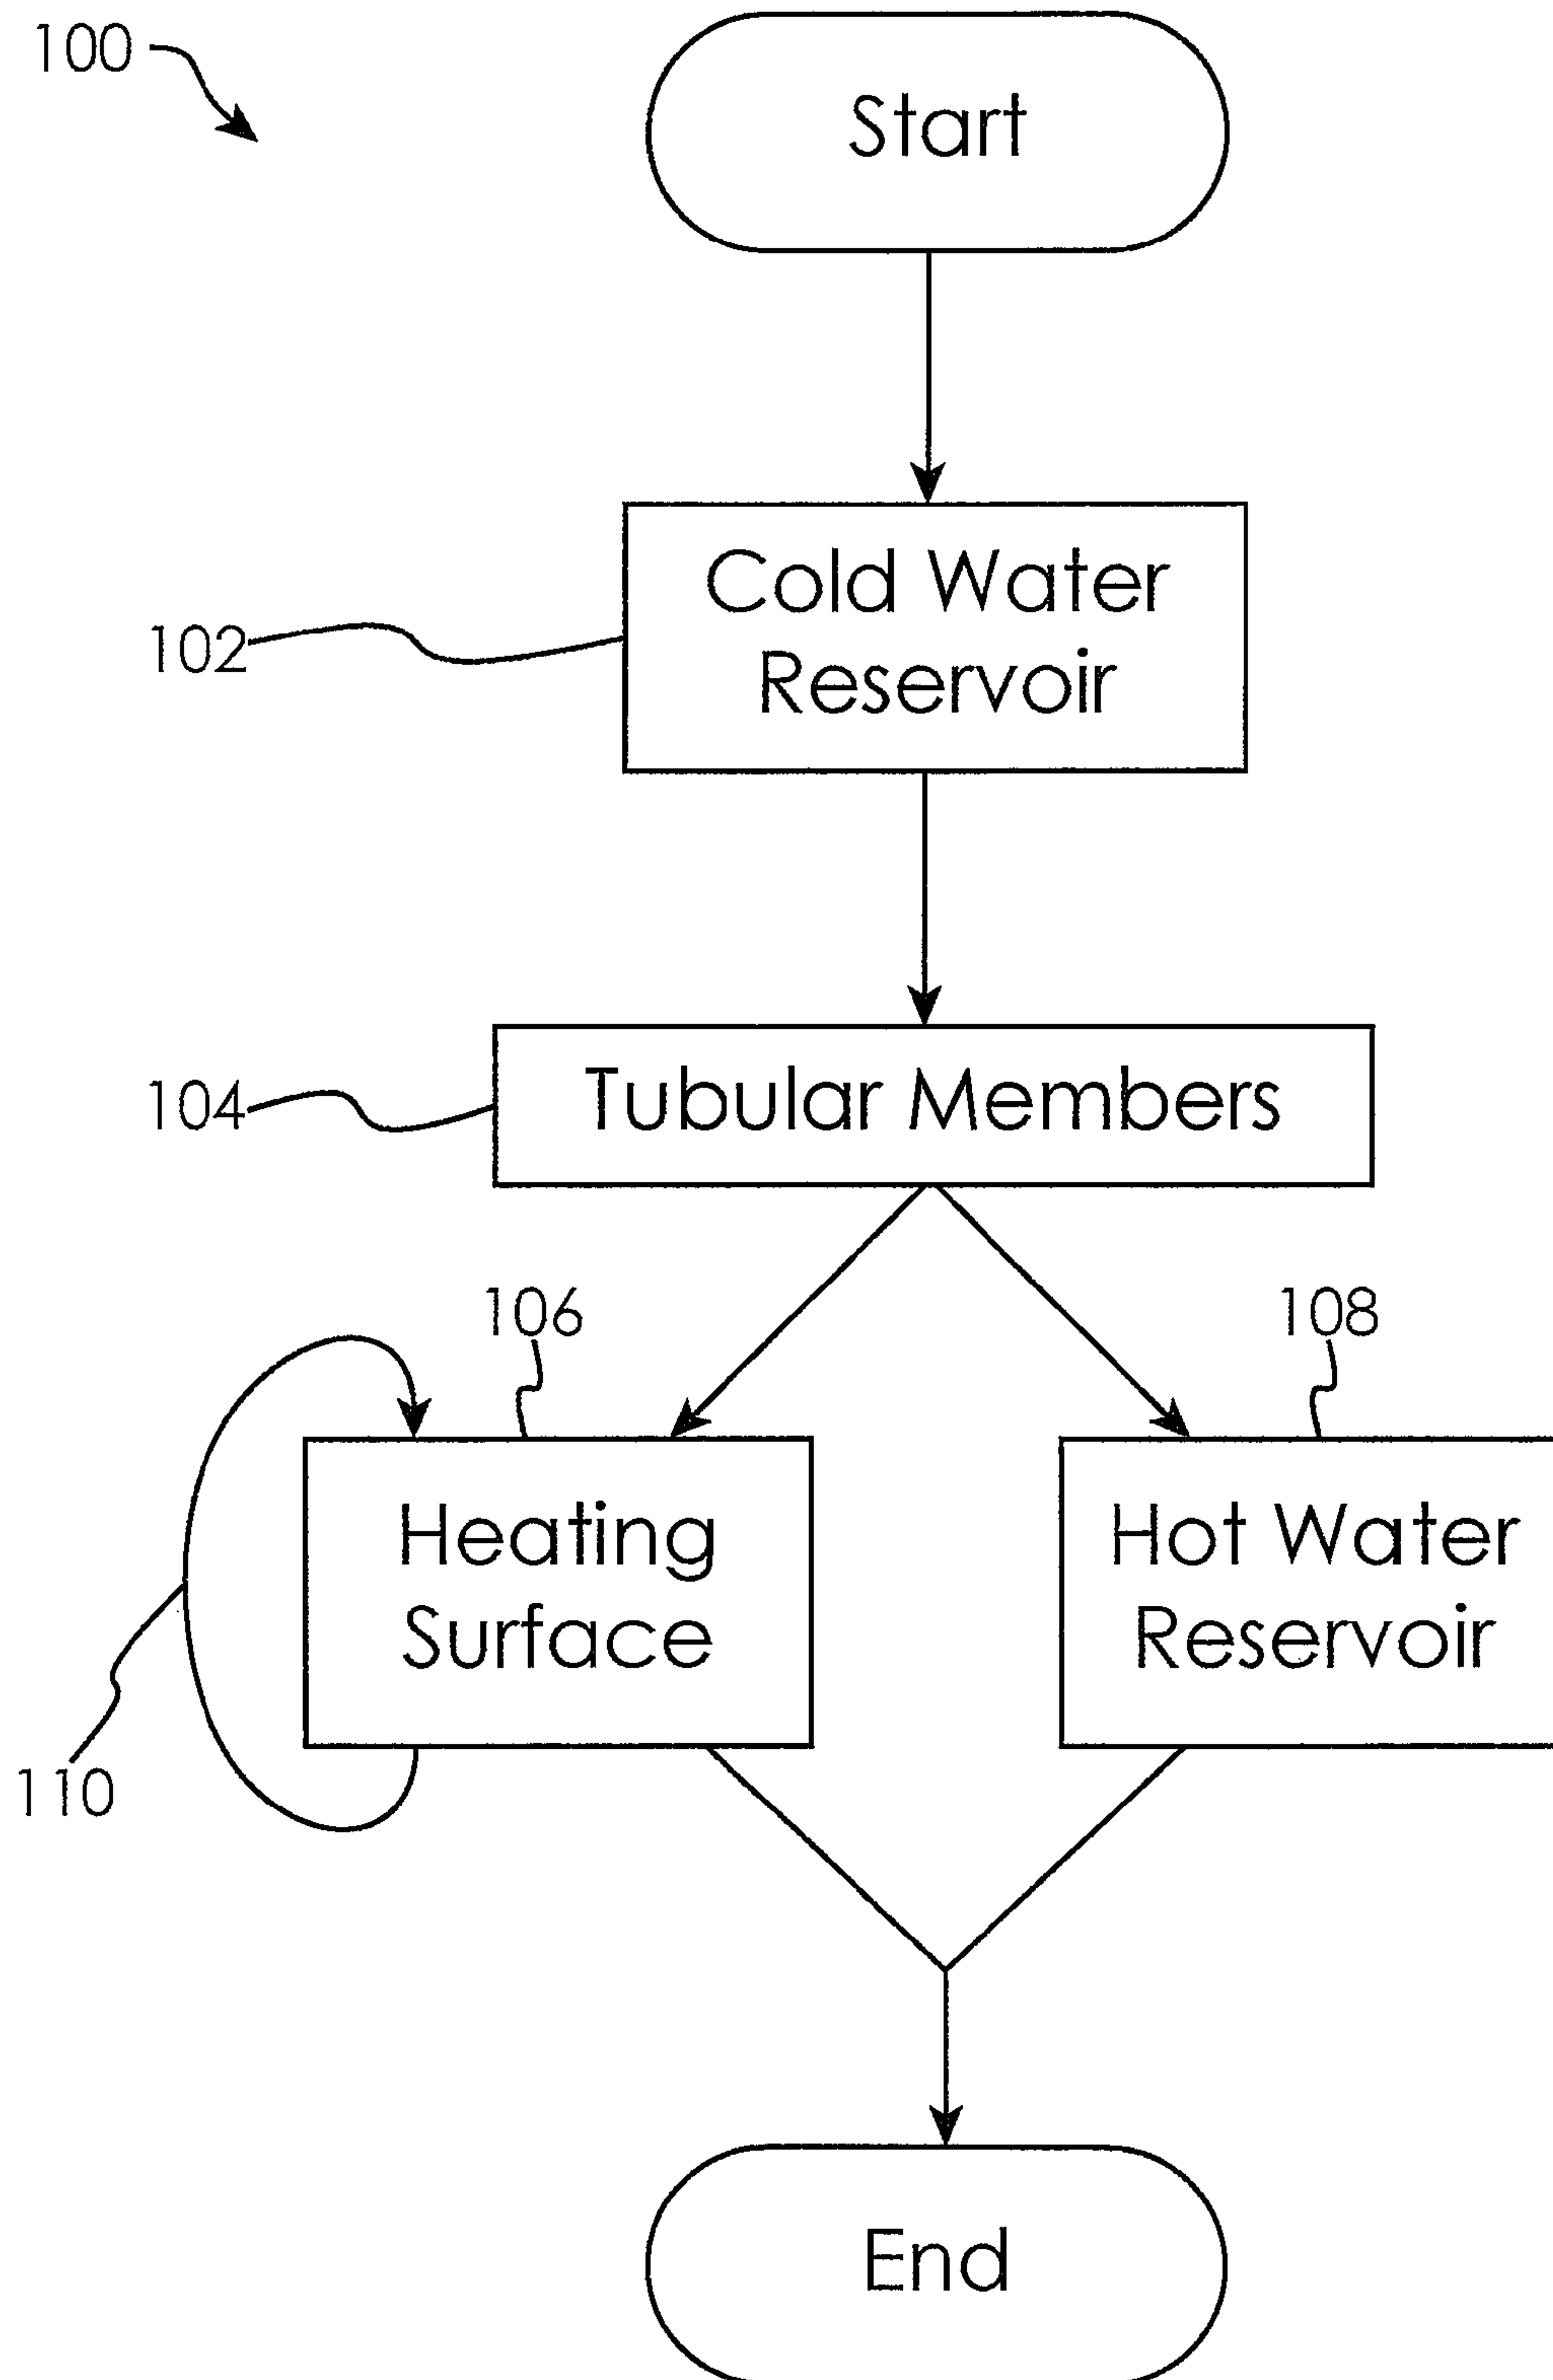 100
Start
Cold Water
Reservoir
102
Tubular Members
104
106
108
Heating
Surface
Hot Water
Reservoir
110
End